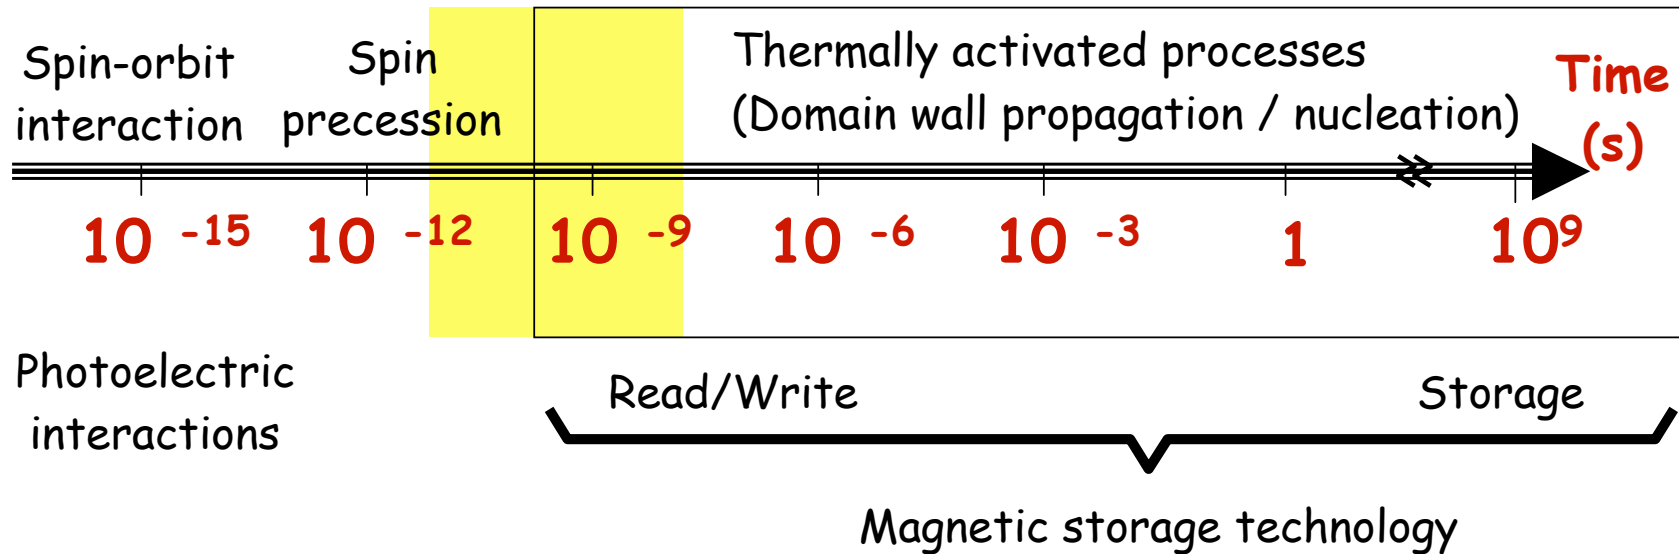 Spin-orbit
interaction
Spin
precession
Thermally activated processes
(Domain wall propagation / nucleation)
Time
(s)
10 -15
10 -12
10 -9
10 -6
10 -3
1
10⁹
Photoelectric
interactions
Read/Write
Storage
Magnetic storage technology